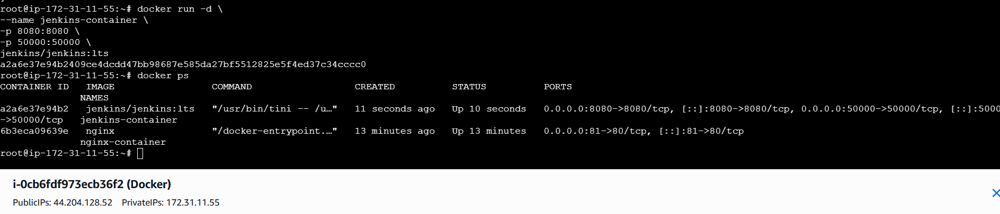 root@ip-172-31-11-55:~# docker run -d \
--name jenkins-container \
-p 8080:8080 \
-p 50000:50000 \
jenkins/jenkins:lts
a2a6e37e94b2409ce4dcdd47bb98687e585da27bf5512825e5f4ed37c34cccc0
root@ip-172-31-11-55:~# docker ps
CONTAINER ID   IMAGE                 COMMAND                  CREATED          STATUS          PORTS
NAMES
a2a6e37e94b2   jenkins/jenkins:lts   "/usr/bin/tini -- /u…"   11 seconds ago   Up 10 seconds   0.0.0.0:8080->8080/tcp, [::]:8080->8080/tcp, 0.0.0.0:50000->50000/tcp, [::]:5000
->50000/tcp   jenkins-container
6b3eca09639e   nginx                 "/docker-entrypoint.…"   13 minutes ago   Up 13 minutes   0.0.0.0:81->80/tcp, [::]:81->80/tcp
nginx-container
root@ip-172-31-11-55:~#
i-0cb6fdf973ecb36f2 (Docker)
PublicIPs: 44.204.128.52   PrivateIPs: 172.31.11.55